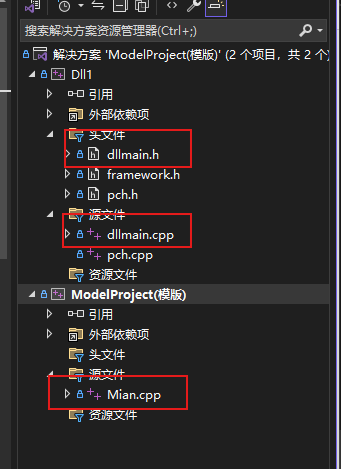 搜索解决方案资源管理器(Ctrl+;)
解决方案 'ModelProject(模版)' (2 个项目，共 2 个)
Dll1
引用
外部依赖项
头文件
dllmain.h
framework.h
pch.h
源文件
dllmain.cpp
pch.cpp
资源文件
ModelProject(模版)
引用
外部依赖项
头文件
源文件
Mian.cpp
资源文件